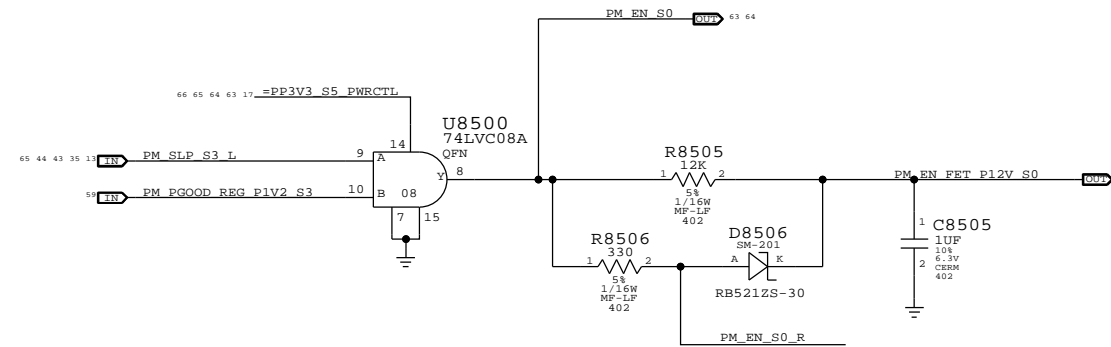 PM_EN_S0 OUT 63 64
66 65 64 63 17 =PP3V3_S5_PWRCTL
U8500
74LVC08A
QFN
14
65 44 43 35 13 IN PM_SLP_S3_L 9 A
Y 8
59 IN PM_PGOOD_REG_P1V2_S3 10 B 08
7 15
R8505
12K
1 2
5%
1/16W
MF-LF
402
PM_EN_FET_P12V_S0 OUT
R8506
330
1 2
5%
1/16W
MF-LF
402
D8506
SM-201
A K
RB521ZS-30
1 C8505
1UF
10%
6.3V
2 CERM
402
PM_EN_S0_R